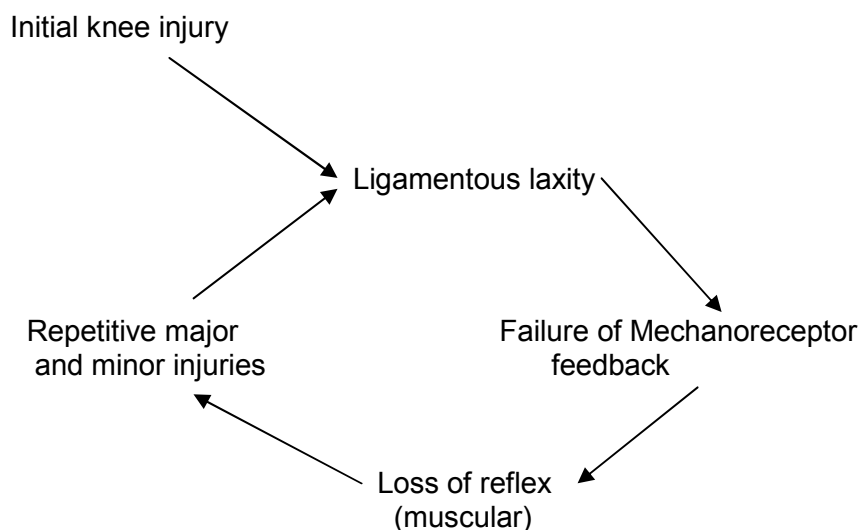 Initial knee injury
Ligamentous laxity
Repetitive major
and minor injuries
Failure of Mechanoreceptor
feedback
Loss of reflex
(muscular)